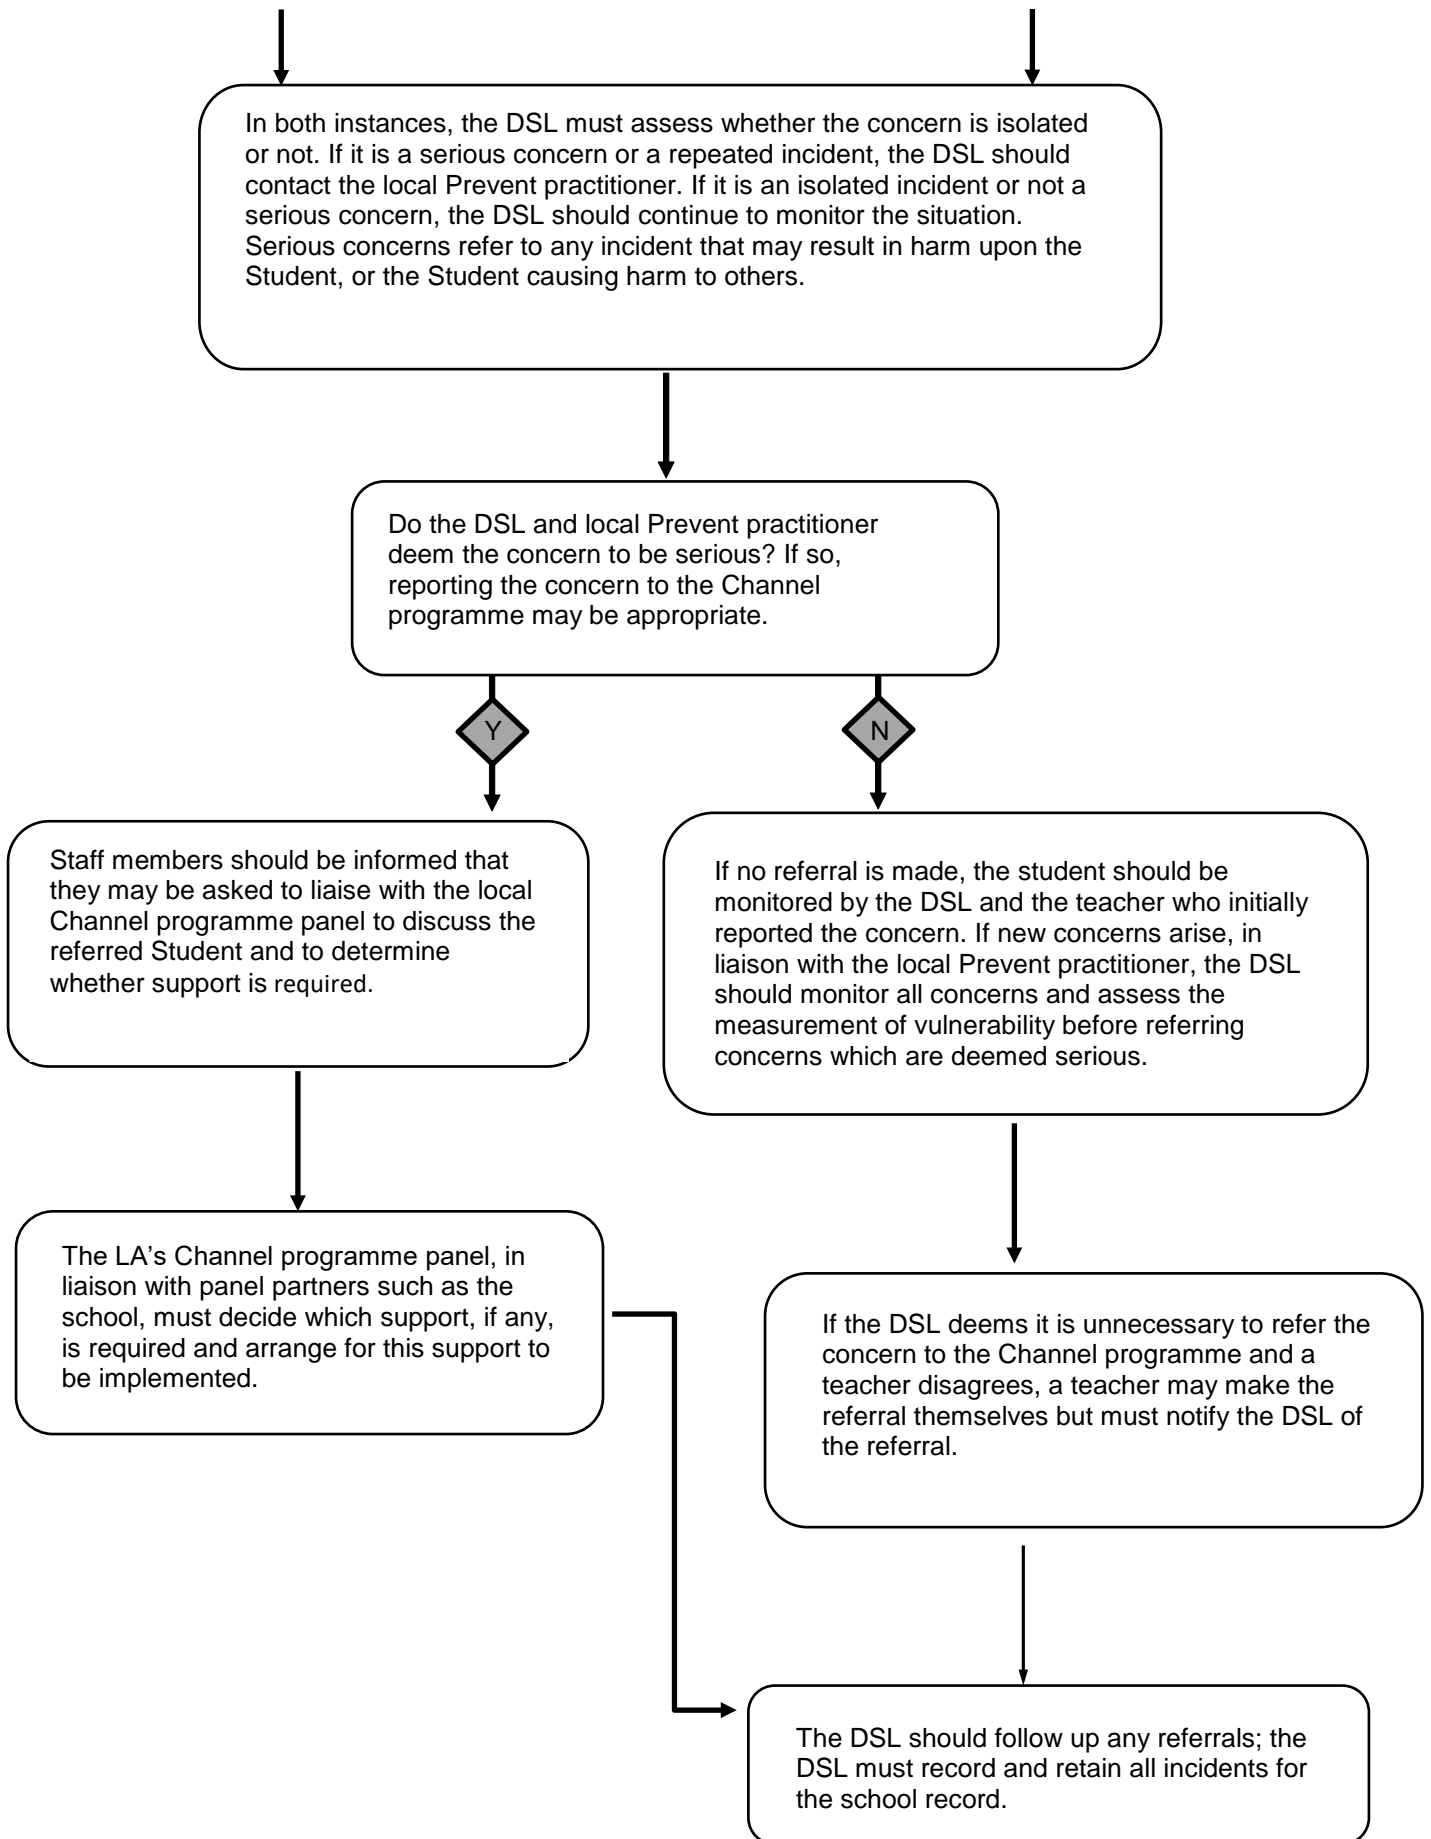 In both instances, the DSL must assess whether the concern is isolated
or not. If it is a serious concern or a repeated incident, the DSL should
contact the local Prevent practitioner. If it is an isolated incident or not a
serious concern, the DSL should continue to monitor the situation.
Serious concerns refer to any incident that may result in harm upon the
Student, or the Student causing harm to others.
Do the DSL and local Prevent practitioner
deem the concern to be serious? If so,
reporting the concern to the Channel
programme may be appropriate.
Y
N
Staff members should be informed that
they may be asked to liaise with the local
Channel programme panel to discuss the
referred Student and to determine
whether support is required.
If no referral is made, the student should be
monitored by the DSL and the teacher who initially
reported the concern. If new concerns arise, in
liaison with the local Prevent practitioner, the DSL
should monitor all concerns and assess the
measurement of vulnerability before referring
concerns which are deemed serious.
The LA's Channel programme panel, in
liaison with panel partners such as the
school, must decide which support, if any,
is required and arrange for this support to
be implemented.
If the DSL deems it is unnecessary to refer the
concern to the Channel programme and a
teacher disagrees, a teacher may make the
referral themselves but must notify the DSL of
the referral.
The DSL should follow up any referrals; the
DSL must record and retain all incidents for
the school record.